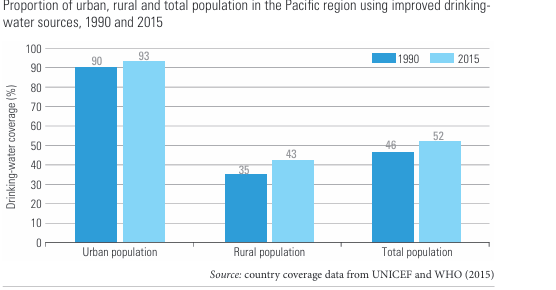 Proportion of urban, rural and total population in the Pacific region using improved drinking-
water sources, 1990 and 2015
Drinking-water coverage (%)
100
90
80
70
60
50
40
30
20
10
0
1990
2015
90
93
35
43
46
52
Urban population
Rural population
Total population
Source: country coverage data from UNICEF and WHO (2015)